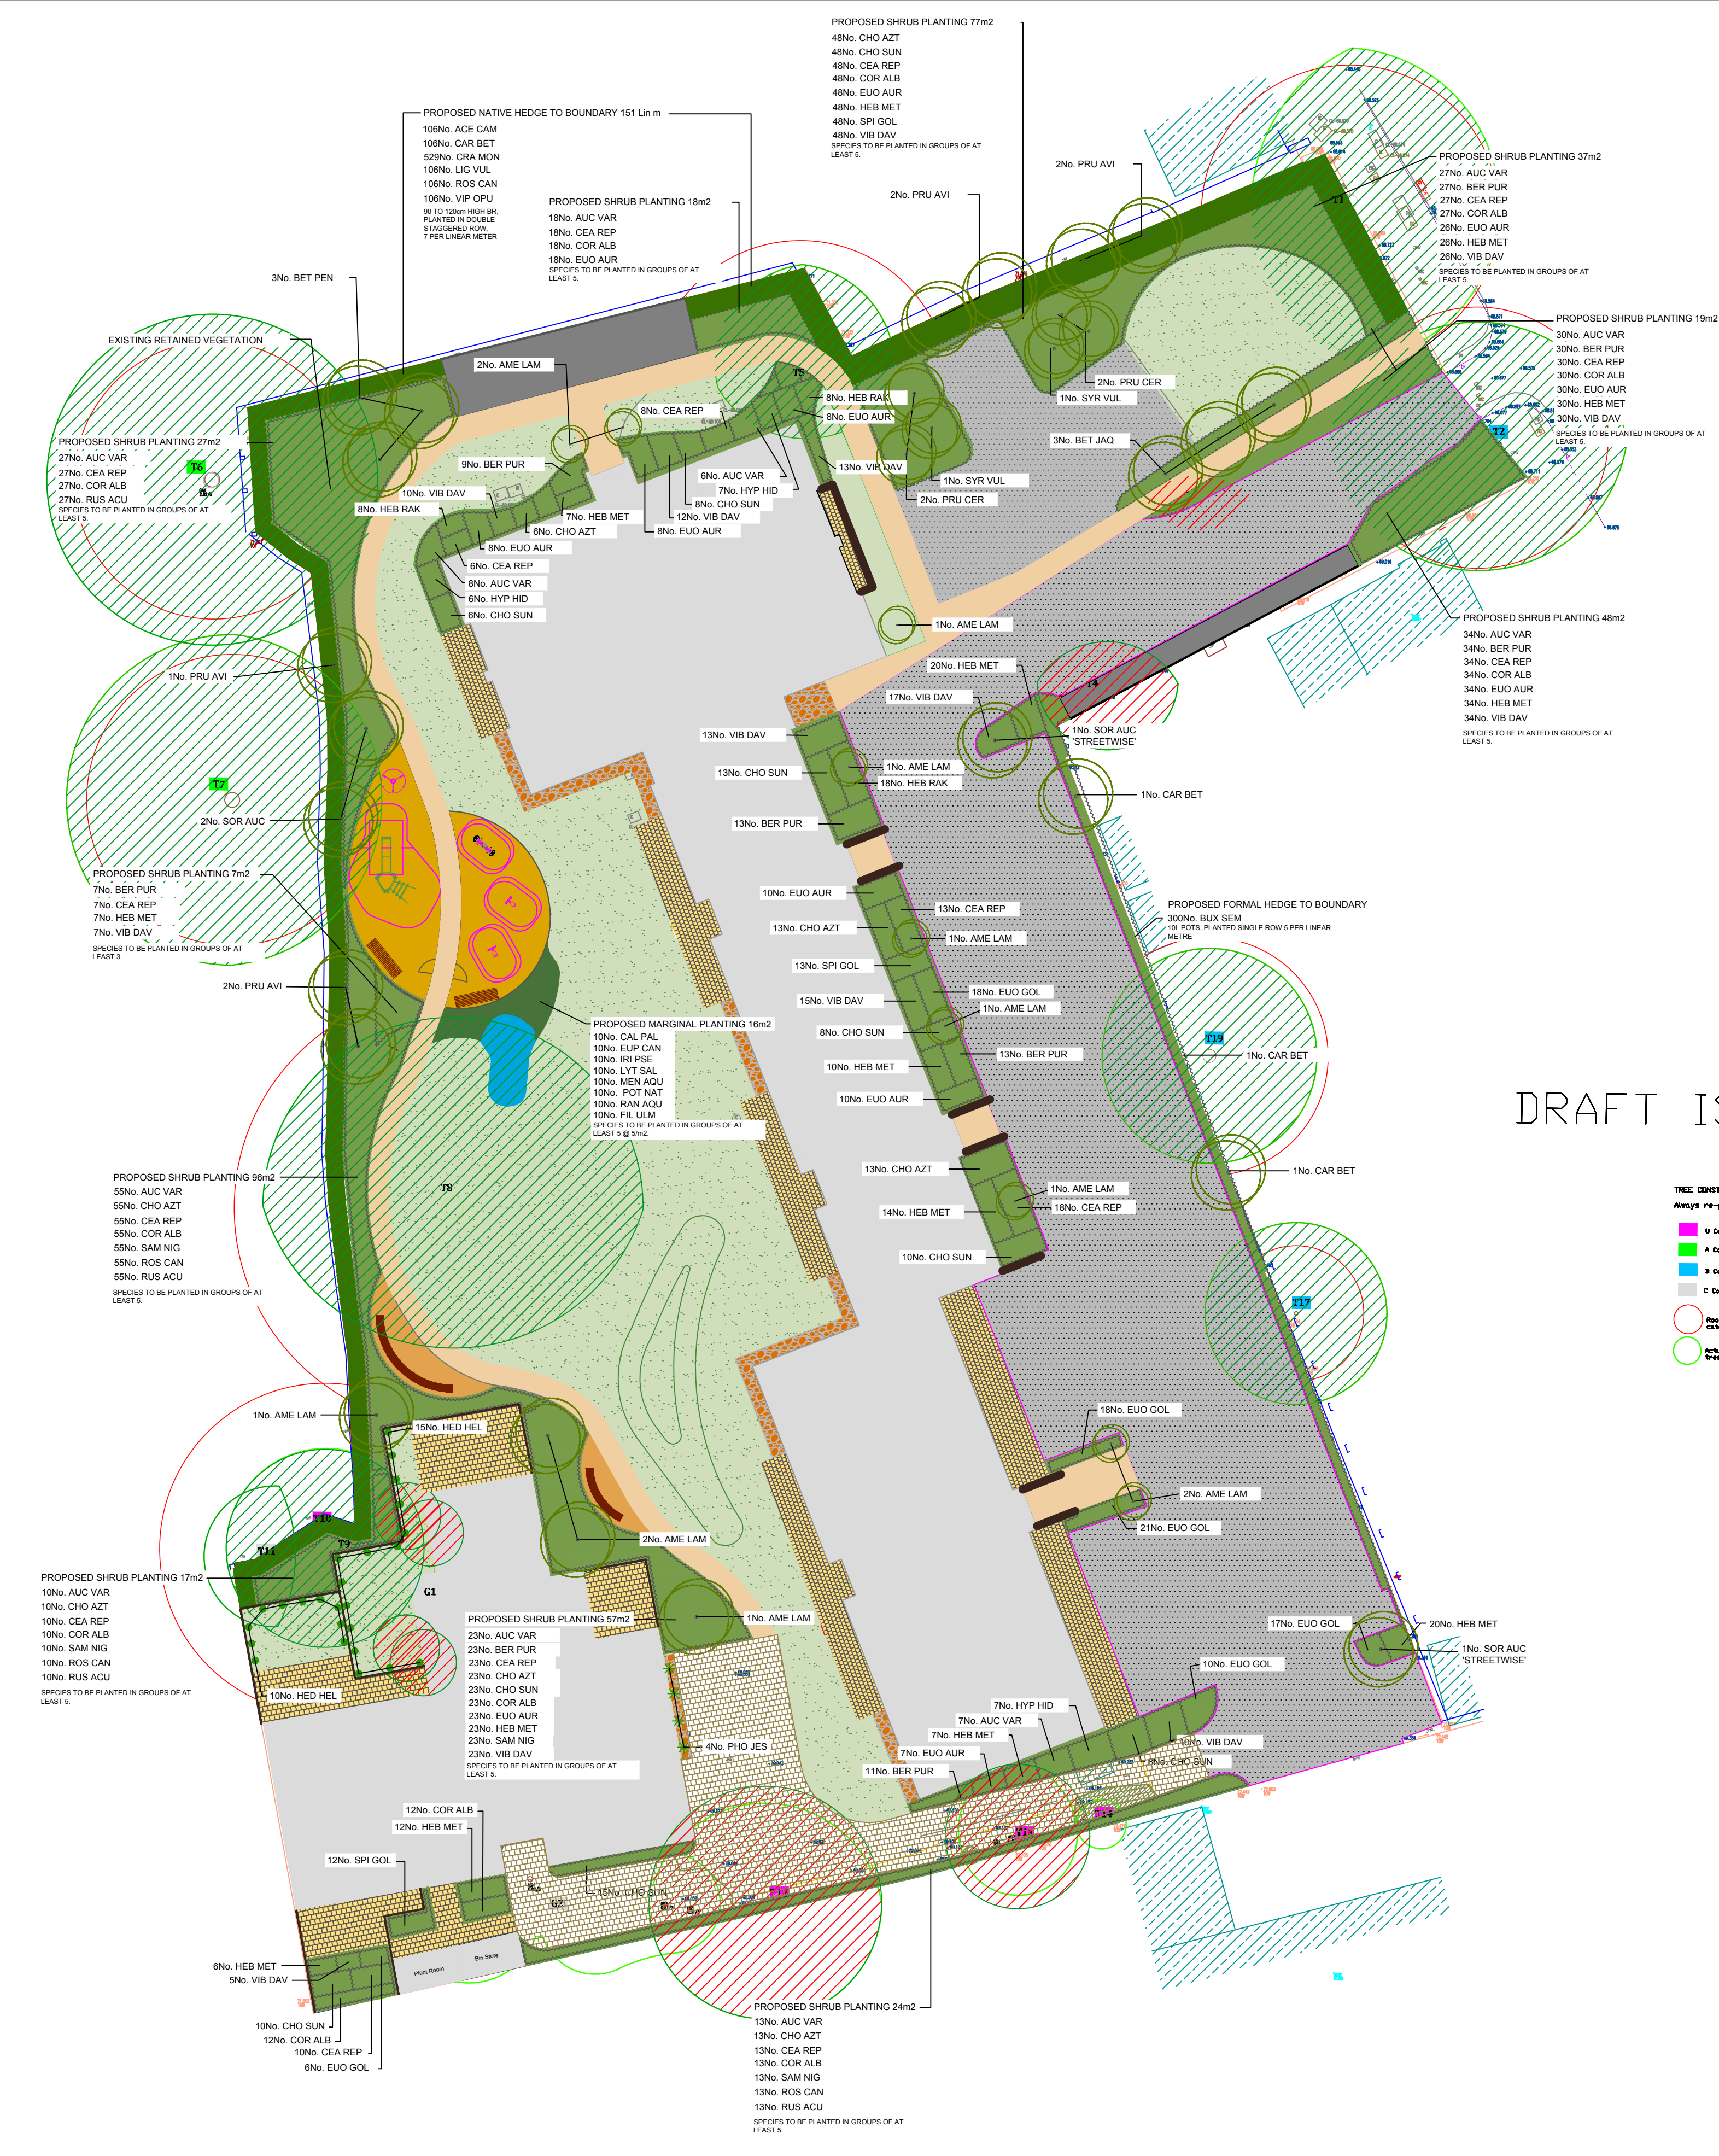 PROPOSED SHRUB PLANTING 77m2
48No. CHO AZT
48No. CHO SUN
48No. CEA REP
48No. COR ALB
48No. EUO AUR
48No. HEB MET
48No. SPI GOL
48No. VIB DAV
SPECIES TO BE PLANTED IN GROUPS OF AT
LEAST 5.
PROPOSED NATIVE HEDGE TO BOUNDARY 151 Lin m
106No. ACE CAM
106No. CAR BET
529No. CRA MON
106No. LIG VUL
106No. ROS CAN
106No. VIP OPU
90 TO 120cm HIGH BR,
PLANTED IN DOUBLE
STAGGERED ROW,
7 PER LINEAR METER
PROPOSED SHRUB PLANTING 18m2
18No. AUC VAR
18No. CEA REP
18No. COR ALB
18No. EUO AUR
SPECIES TO BE PLANTED IN GROUPS OF AT
LEAST 5.
2No. PRU AVI
2No. PRU AVI
PROPOSED SHRUB PLANTING 37m2
27No. AUC VAR
27No. BER PUR
27No. CEA REP
27No. COR ALB
26No. EUO AUR
26No. HEB MET
26No. VIB DAV
SPECIES TO BE PLANTED IN GROUPS OF AT
LEAST 5.
T1
3No. BET PEN
EXISTING RETAINED VEGETATION
PROPOSED SHRUB PLANTING 19m2
30No. AUC VAR
30No. BER PUR
30No. CEA REP
30No. COR ALB
30No. EUO AUR
30No. HEB MET
30No. VIB DAV
SPECIES TO BE PLANTED IN GROUPS OF AT
LEAST 5.
T2
2No. AME LAM
T5
8No. HEB RAK
8No. CEA REP
8No. EUO AUR
2No. PRU CER
1No. SYR VUL
3No. BET JAQ
PROPOSED SHRUB PLANTING 27m2
27No. AUC VAR
27No. CEA REP
27No. COR ALB
27No. RUS ACU
SPECIES TO BE PLANTED IN GROUPS OF AT
LEAST 5.
T6
9No. BER PUR
13No. VIB DAV
6No. AUC VAR
1No. SYR VUL
7No. HYP HID
10No. VIB DAV
2No. PRU CER
8No. CHO SUN
8No. HEB RAK
7No. HEB MET
12No. VIB DAV
6No. CHO AZT
8No. EUO AUR
8No. EUO AUR
6No. CEA REP
8No. AUC VAR
6No. HYP HID
6No. CHO SUN
1No. AME LAM
PROPOSED SHRUB PLANTING 48m2
34No. AUC VAR
34No. BER PUR
34No. CEA REP
34No. COR ALB
34No. EUO AUR
34No. HEB MET
34No. VIB DAV
SPECIES TO BE PLANTED IN GROUPS OF AT
LEAST 5.
20No. HEB MET
1No. PRU AVI
T4
17No. VIB DAV
1No. SOR AUC
'STREETWISE'
13No. VIB DAV
1No. AME LAM
13No. CHO SUN
18No. HEB RAK
T7
1No. CAR BET
2No. SOR AUC
13No. BER PUR
PROPOSED SHRUB PLANTING 7m2
7No. BER PUR
7No. CEA REP
7No. HEB MET
7No. VIB DAV
SPECIES TO BE PLANTED IN GROUPS OF AT
LEAST 3.
10No. EUO AUR
13No. CEA REP
PROPOSED FORMAL HEDGE TO BOUNDARY
300No. BUX SEM
10L POTS, PLANTED SINGLE ROW 5 PER LINEAR
METRE
13No. CHO AZT
1No. AME LAM
13No. SPI GOL
2No. PRU AVI
18No. EUO GOL
15No. VIB DAV
1No. AME LAM
PROPOSED MARGINAL PLANTING 16m2
10No. CAL PAL
10No. EUP CAN
10No. IRI PSE
10No. LYT SAL
10No. MEN AQU
10No. POT NAT
10No. RAN AQU
10No. FIL ULM
SPECIES TO BE PLANTED IN GROUPS OF AT
LEAST 5 @ 5/m2.
8No. CHO SUN
T19
13No. BER PUR
1No. CAR BET
10No. HEB MET
10No. EUO AUR
DRAFT IS
PROPOSED SHRUB PLANTING 96m2
55No. AUC VAR
55No. CHO AZT
55No. CEA REP
55No. COR ALB
55No. SAM NIG
55No. ROS CAN
55No. RUS ACU
SPECIES TO BE PLANTED IN GROUPS OF AT
LEAST 5.
T8
13No. CHO AZT
1No. CAR BET
1No. AME LAM
18No. CEA REP
14No. HEB MET
10No. CHO SUN
TREE CONST
Always re-p
U Ca
A Ca
B Ca
C Ca
Roo
cat
Actu
tree
T17
1No. AME LAM
15No. HED HEL
18No. EUO GOL
2No. AME LAM
21No. EUO GOL
2No. AME LAM
T10
T9
T11
G1
PROPOSED SHRUB PLANTING 17m2
10No. AUC VAR
10No. CHO AZT
10No. CEA REP
10No. COR ALB
10No. SAM NIG
10No. ROS CAN
10No. RUS ACU
SPECIES TO BE PLANTED IN GROUPS OF AT
LEAST 5.
10No. HED HEL
PROPOSED SHRUB PLANTING 57m2
23No. AUC VAR
23No. BER PUR
23No. CEA REP
23No. CHO AZT
23No. CHO SUN
23No. COR ALB
23No. EUO AUR
23No. HEB MET
23No. SAM NIG
23No. VIB DAV
SPECIES TO BE PLANTED IN GROUPS OF AT
LEAST 5.
1No. AME LAM
17No. EUO GOL
20No. HEB MET
1No. SOR AUC
'STREETWISE'
10No. EUO GOL
7No. HYP HID
7No. AUC VAR
7No. HEB MET
4No. PHO JES
7No. EUO AUR
10No. VIB DAV
8No. CHO SUN
11No. BER PUR
12No. COR ALB
12No. HEB MET
12No. SPI GOL
15No. CHO SUN
G2
Bin Store
Plant Room
6No. HEB MET
5No. VIB DAV
10No. CHO SUN
12No. COR ALB
10No. CEA REP
6No. EUO GOL
PROPOSED SHRUB PLANTING 24m2
13No. AUC VAR
13No. CHO AZT
13No. CEA REP
13No. COR ALB
13No. SAM NIG
13No. ROS CAN
13No. RUS ACU
SPECIES TO BE PLANTED IN GROUPS OF AT
LEAST 5.